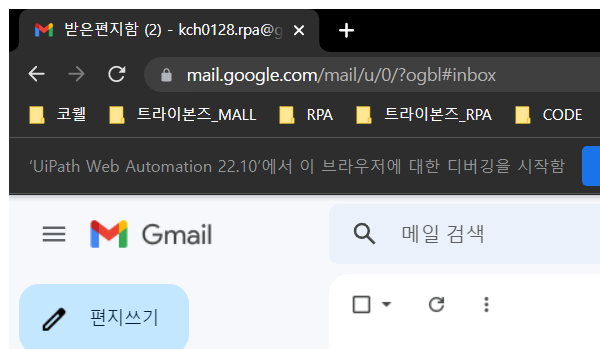 받은편지함 (2) - kch0128.rpa@g
mail.google.com/mail/u/0/?ogbl#inbox
코웰 트라이본즈_MALL RPA 트라이본즈_RPA CODE
'UiPath Web Automation 22.10'에서 이 브라우저에 대한 디버깅을 시작함
Gmail 메일 검색
편지쓰기